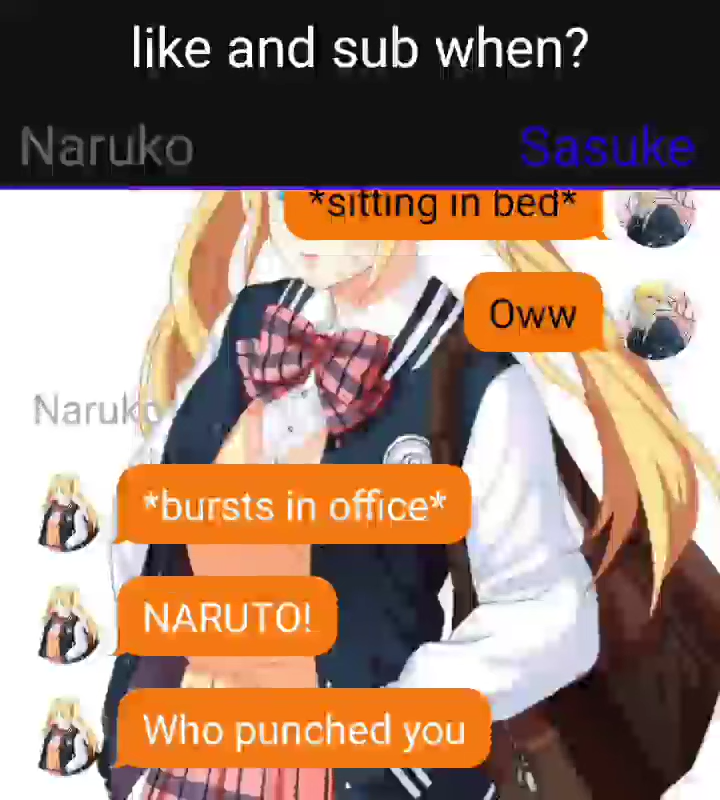 like and sub when?
Naruko
Sasuke
*sitting in bed*
Oww
Naruko
*bursts in office*
NARUTO!
Who punched you